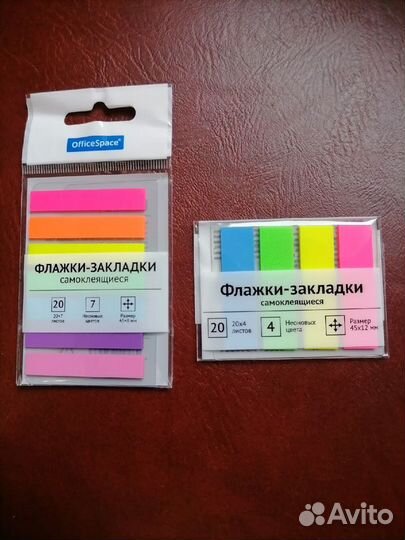 OfficeSpace®
ФЛАЖКИ-ЗАКЛАДКИ
самоклеящиеся
20
20x7
листов
7
Неоновых
цветов
Размер
45x8 мм
Флажки-закладки
самоклеящиеся
20
20x4
листов
4
Неоновых
цвета
Размер
45x12 мм
Avito